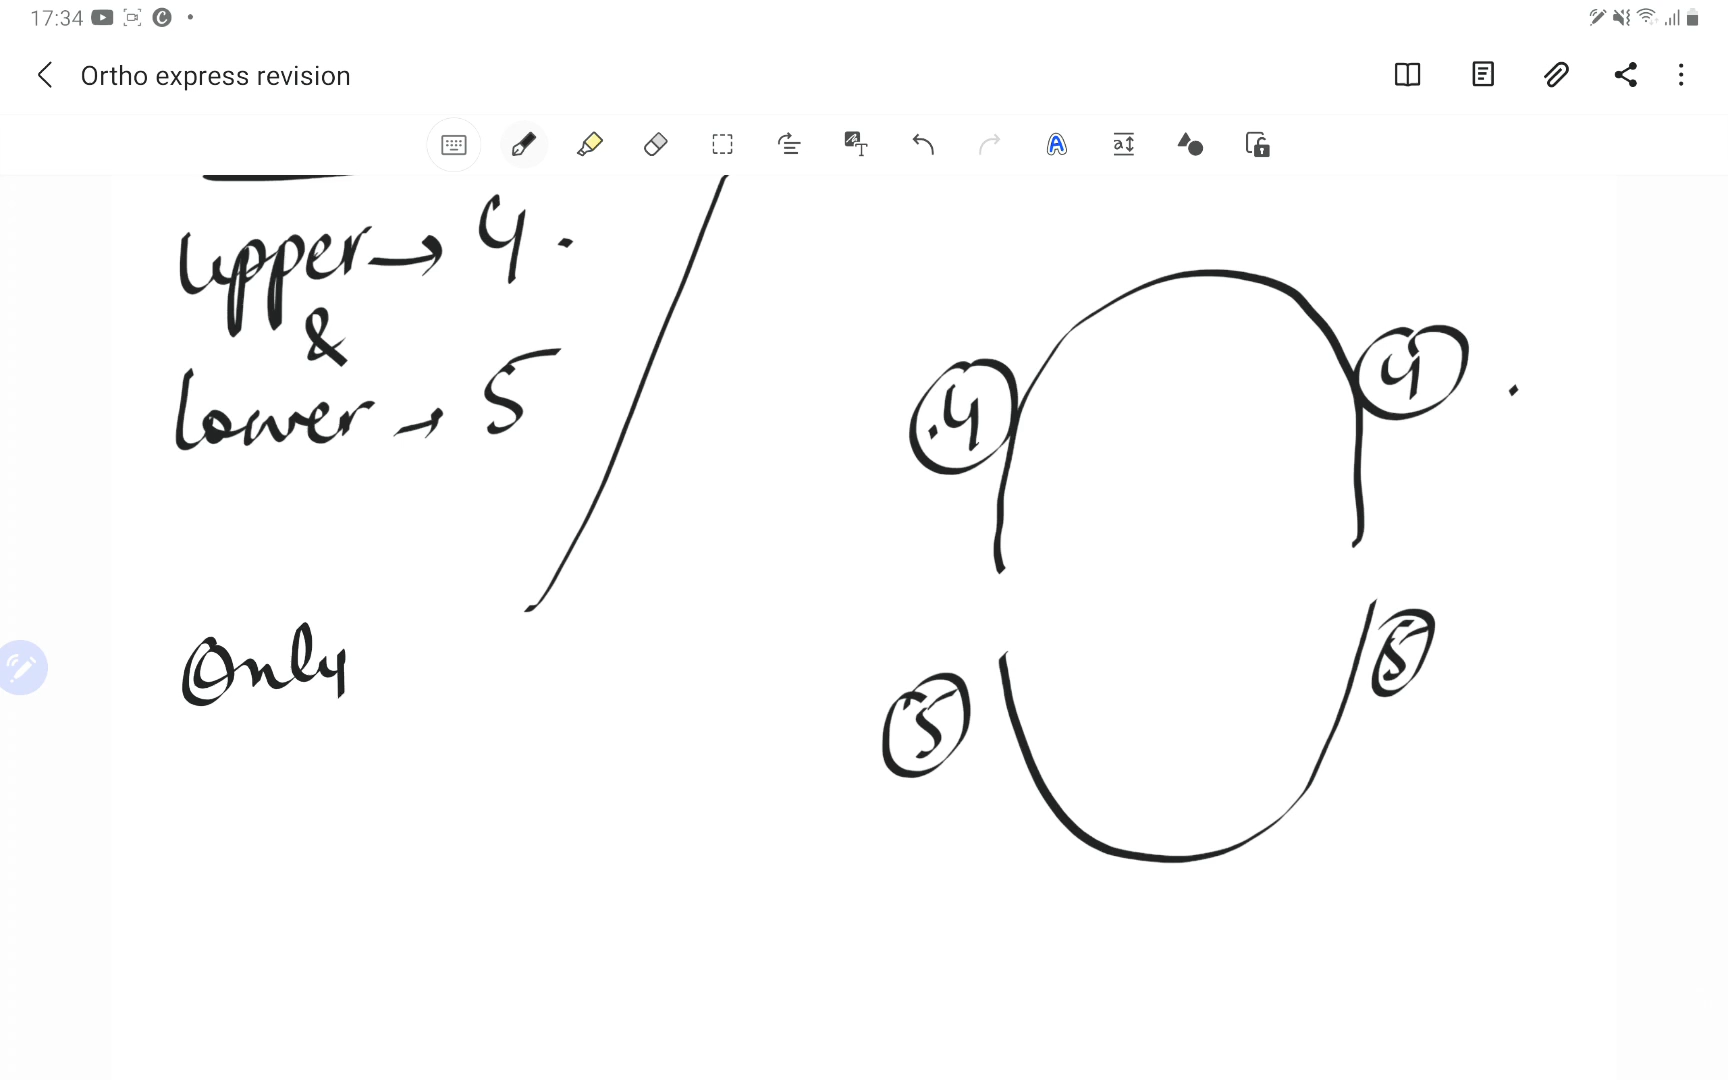 17:34
Ortho express revision
upper → 4.
&
lower → 5
only
4
4
5
5